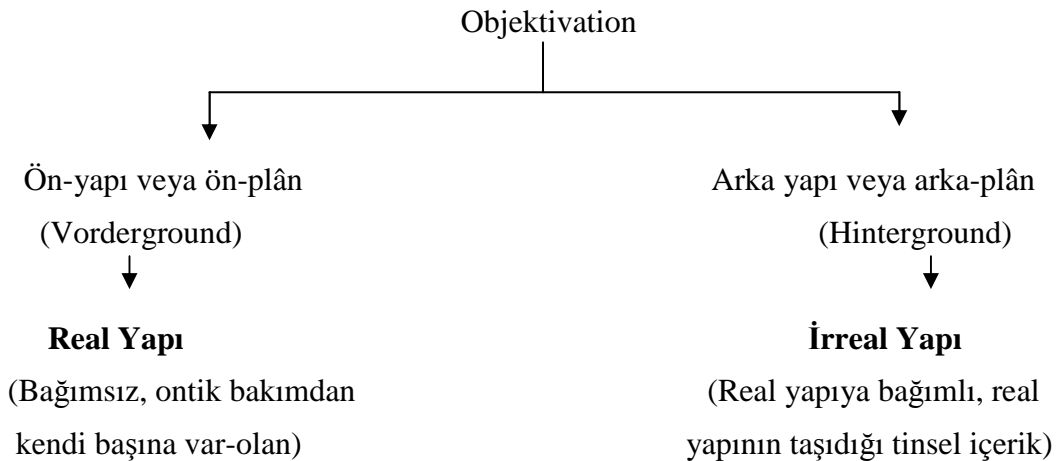 Objektivation
Ön-yapı veya ön-plân
(Vorderground)
Real Yapı
(Bağımsız, ontik bakımdan
kendi başına var-olan)
Arka yapı veya arka-plân
(Hinterground)
İrreal Yapı
(Real yapıya bağımlı, real
yapının taşıdığı tinsel içerik)